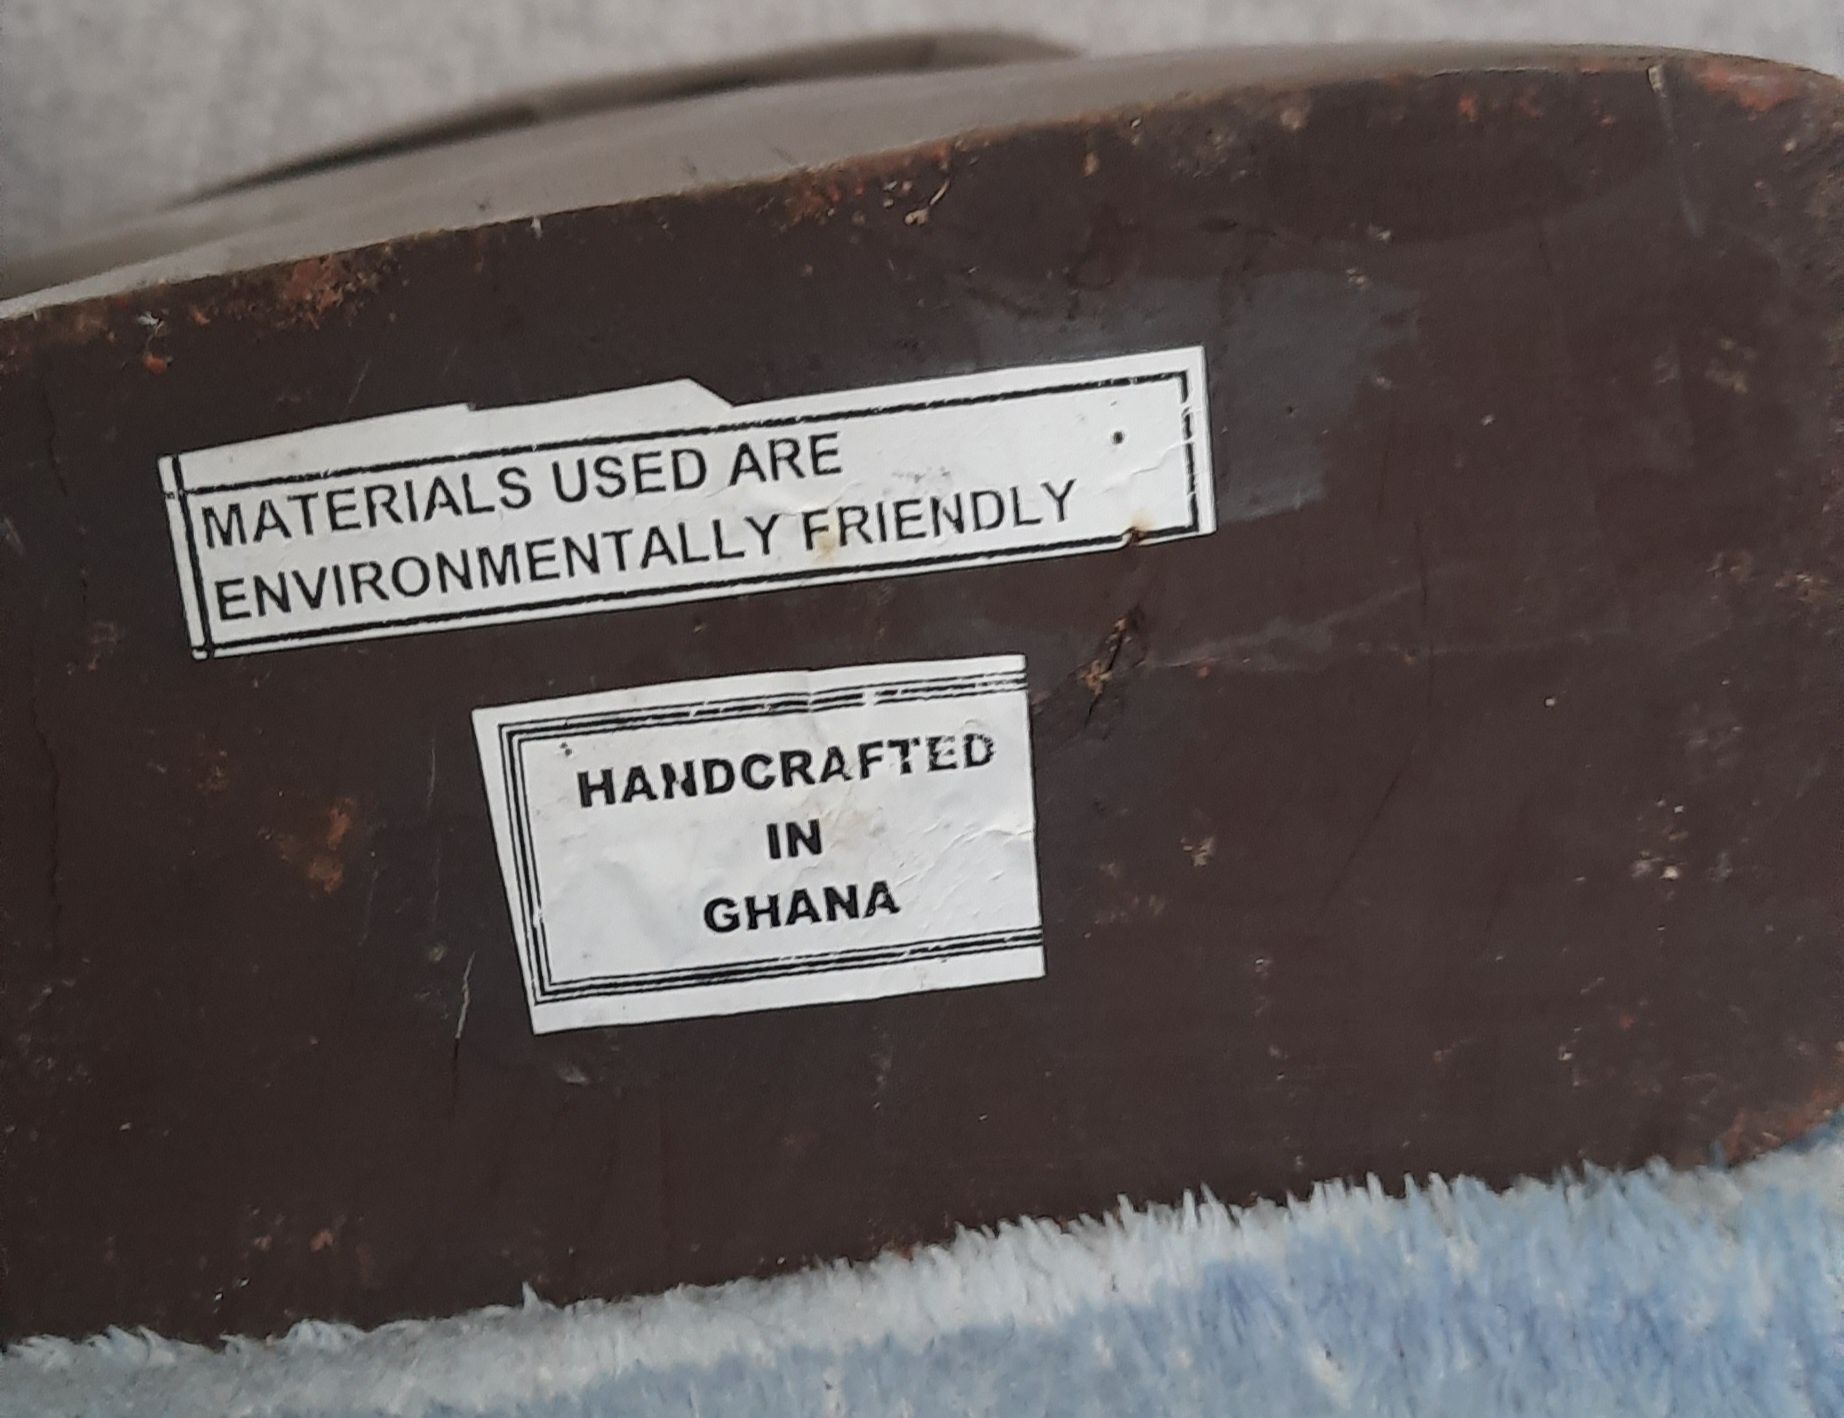 MATERIALS USED ARE
ENVIRONMENTALLY FRIENDLY
HANDCRAFTED
IN
GHANA